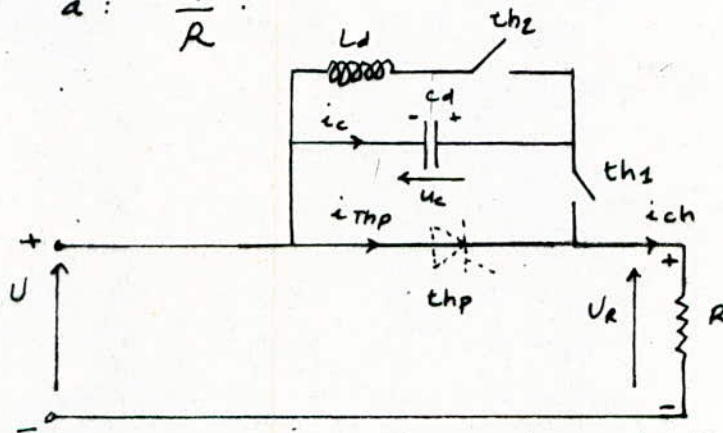 a :
R
Ld
th2
cd
- +
ic
uc
th1
iThp
ich
+
+
thp
U
UR
R
-
-